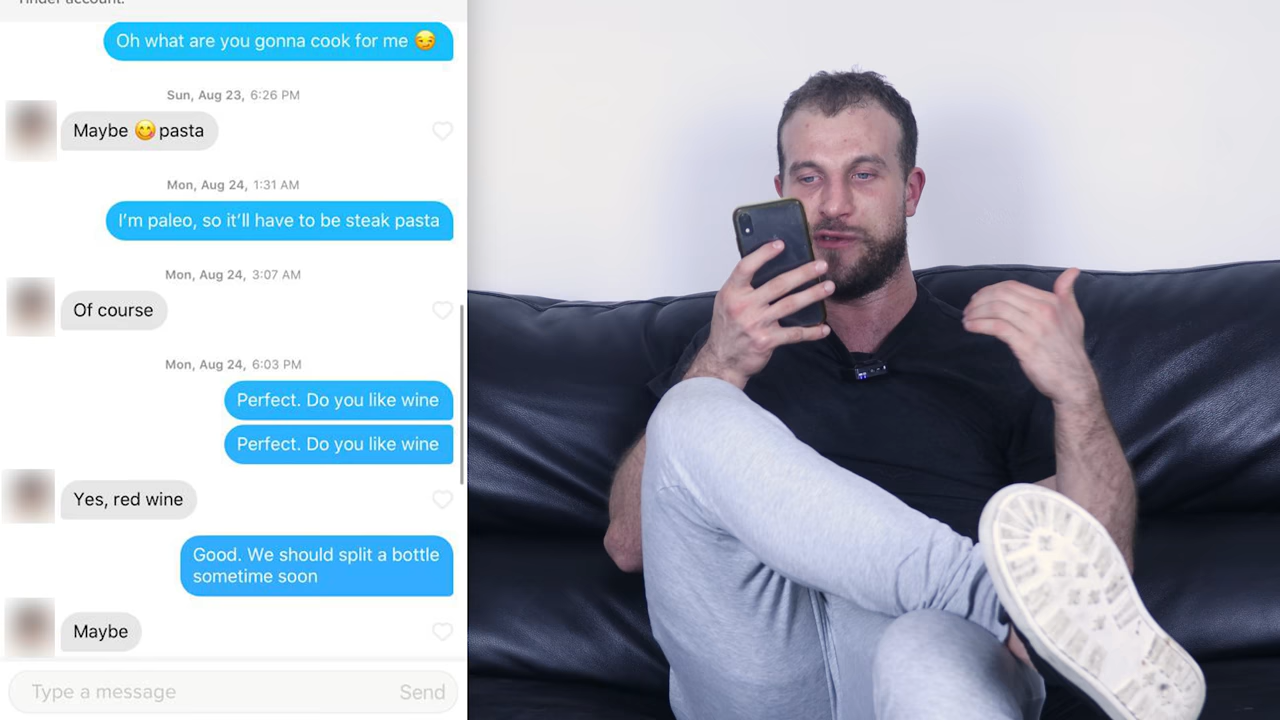 Tinder account.
Oh what are you gonna cook for me 😏
Sun, Aug 23, 6:26 PM
Maybe 😋 pasta
Mon, Aug 24, 1:31 AM
I'm paleo, so it'll have to be steak pasta
Mon, Aug 24, 3:07 AM
Of course
Mon, Aug 24, 6:03 PM
Perfect. Do you like wine
Perfect. Do you like wine
Yes, red wine
Good. We should split a bottle
sometime soon
Maybe
Type a message
Send